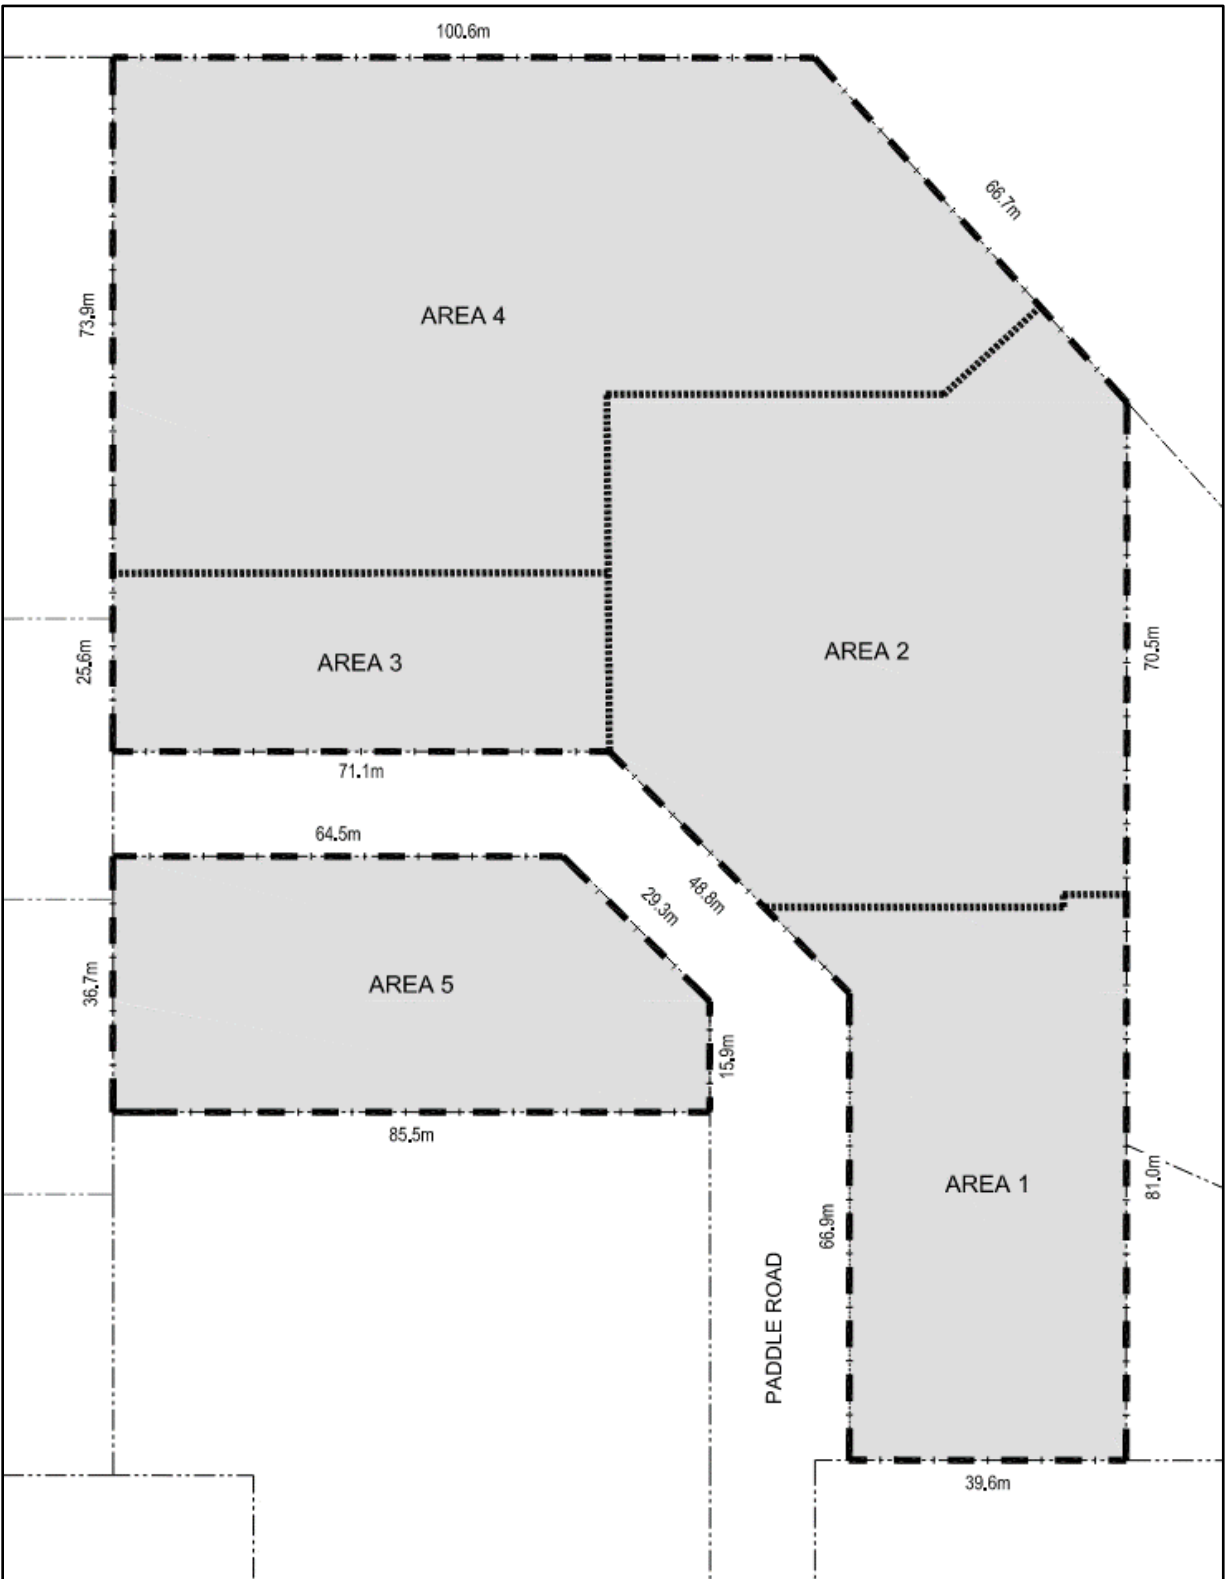 100.6m
66.7m
73.9m
AREA 4
25.6m
AREA 3
AREA 2
70.5m
71.1m
64.5m
29.3m
48.8m
36.7m
AREA 5
15.9m
85.5m
AREA 1
81.0m
66.9m
PADDLE ROAD
39.6m